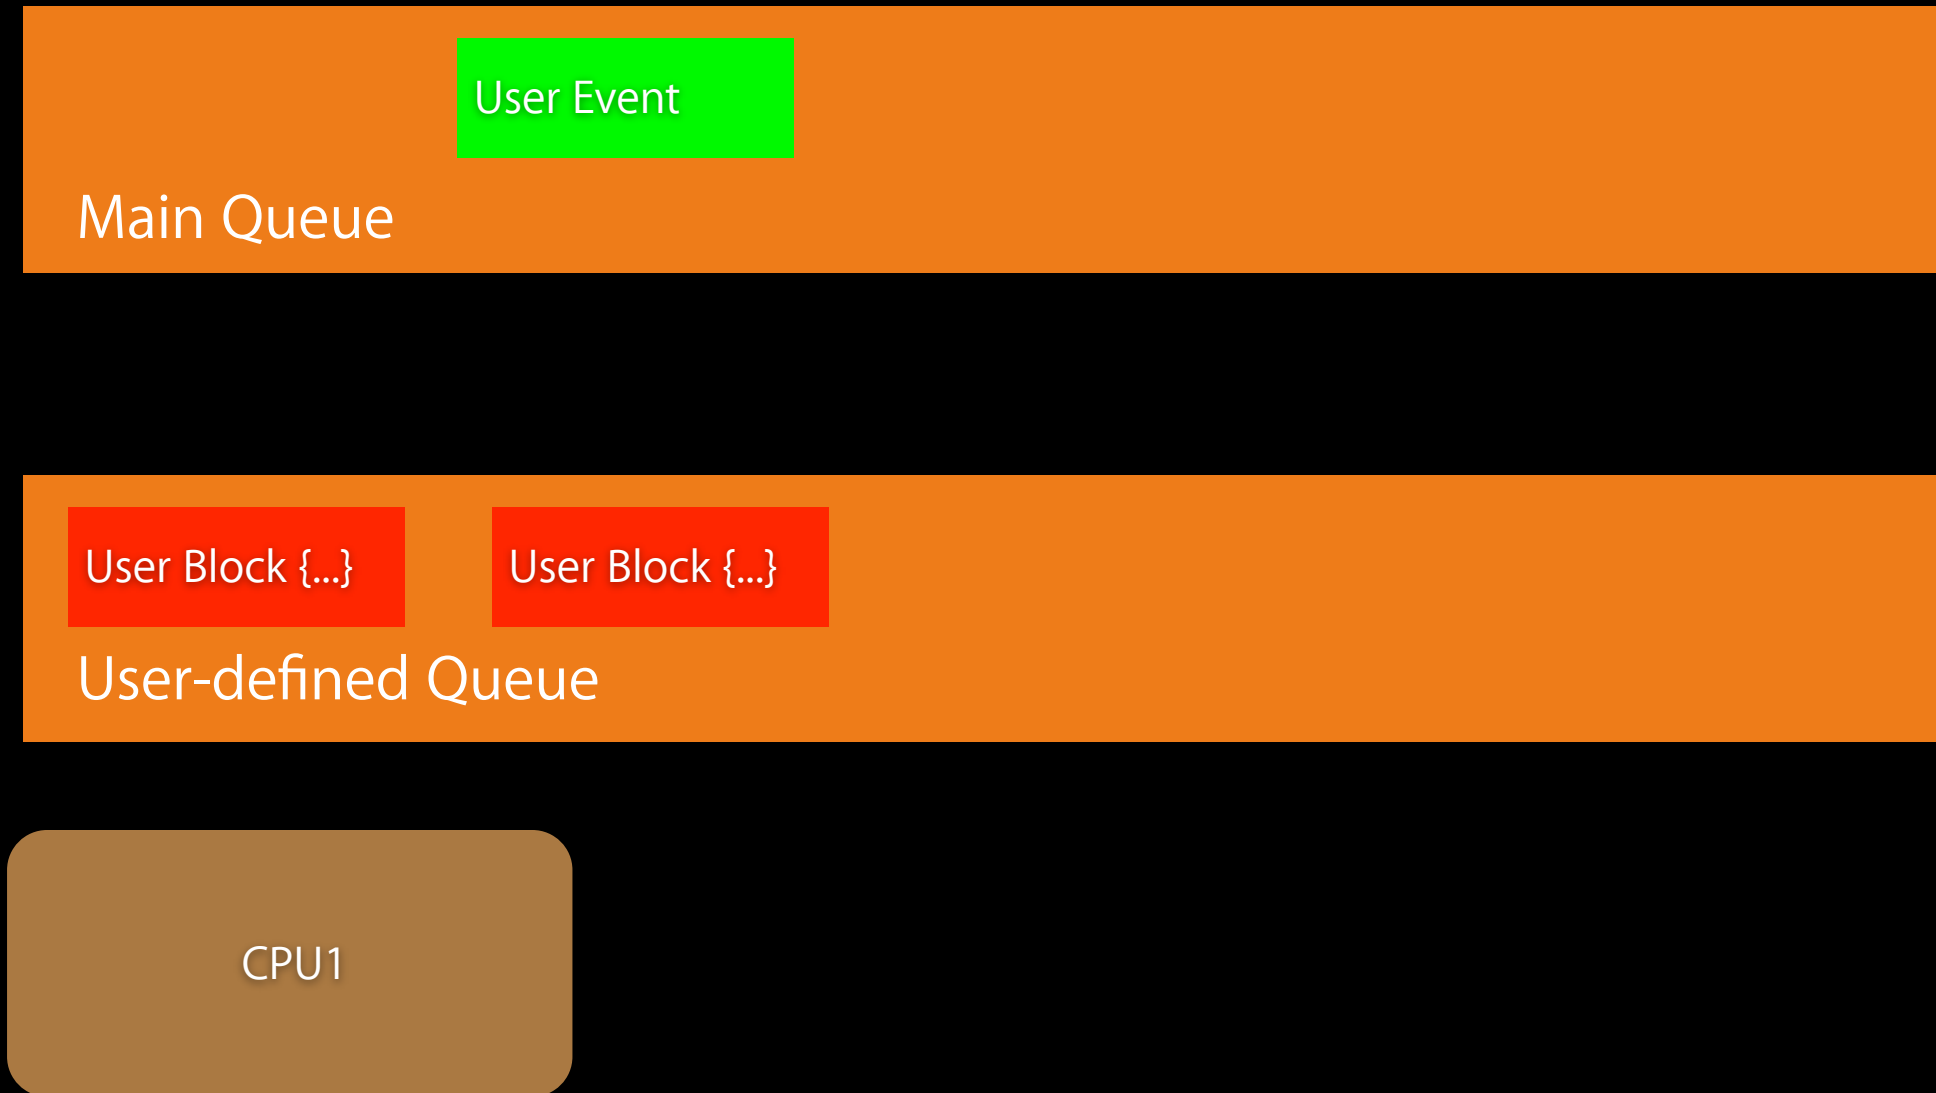 User Event
Main Queue
User Block {...} User Block {...}
User-defined Queue
CPU1